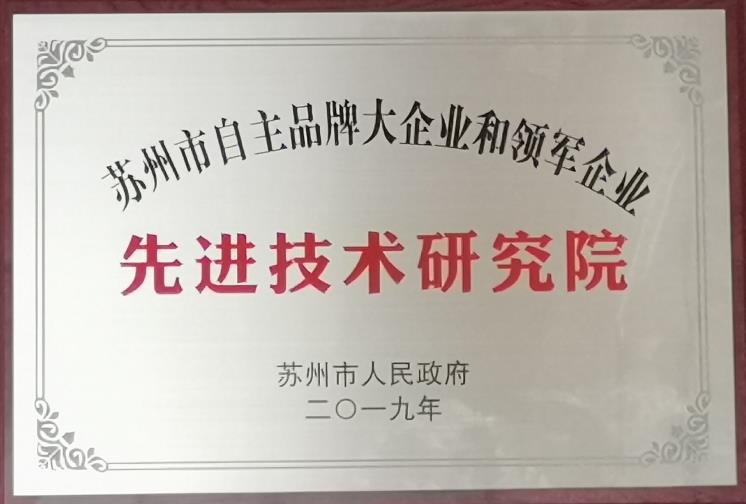 苏州市自主品牌大企业和领军企业
先进技术研究院
苏州市人民政府
二〇一九年